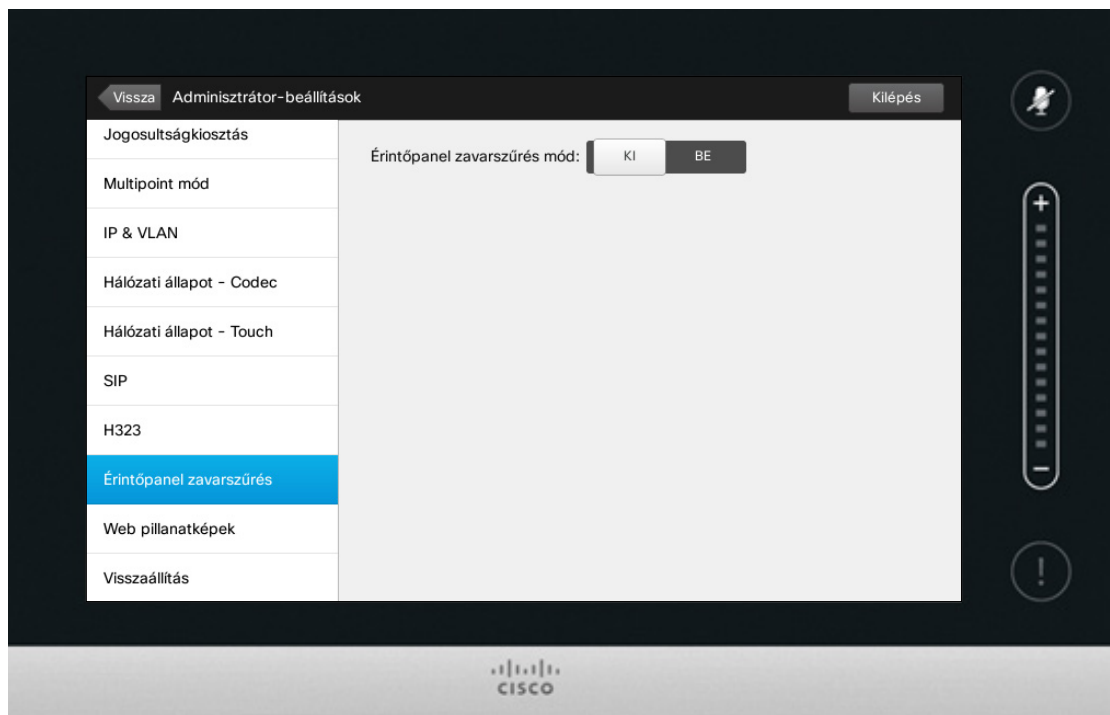 Vissza Adminisztrátor-beállítások Kilépés
Jogosultságkiosztás
Érintőpanel zavarszűrés mód: KI BE
Multipoint mód
IP & VLAN
Hálózati állapot - Codec
Hálózati állapot - Touch
SIP
H323
Érintőpanel zavarszűrés
Web pillanatképek
Visszaállítás
+
-
!
CISCO